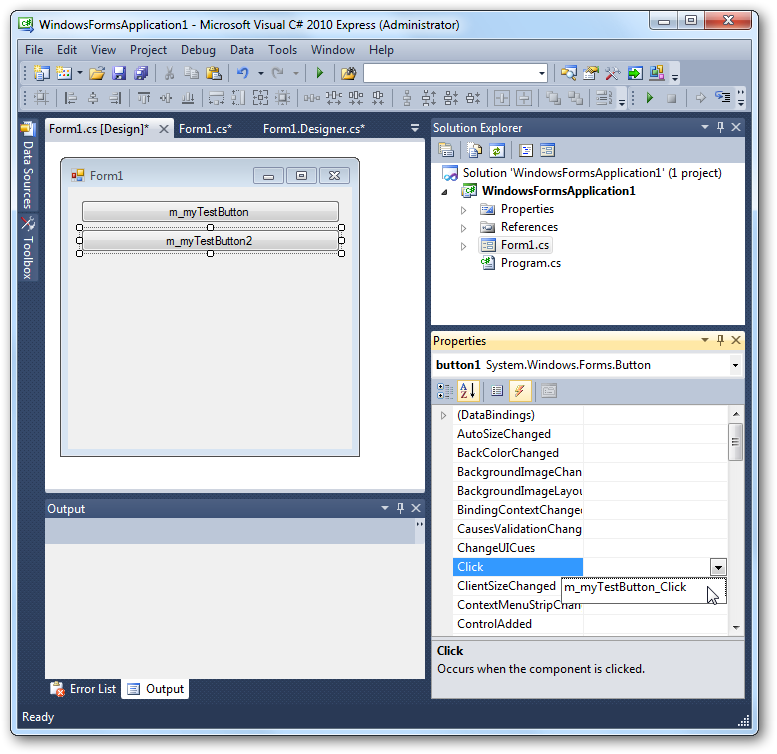 WindowsFormsApplication1 - Microsoft Visual C# 2010 Express (Administrator)
File Edit View Project Debug Data Tools Window Help
Data Sources
Toolbox
Form1.cs [Design]* Form1.cs* Form1.Designer.cs*
Form1
m_myTestButton
m_myTestButton2
Output
Error List Output
Solution Explorer
Solution 'WindowsFormsApplication1' (1 project)
WindowsFormsApplication1
Properties
References
Form1.cs
Program.cs
Properties
button1 System.Windows.Forms.Button
(DataBindings)
AutoSizeChanged
BackColorChanged
BackgroundImageChan
BackgroundImageLayou
BindingContextChanged
CausesValidationChang
ChangeUICues
Click
ClientSizeChanged m_myTestButton_Click
ContextMenuStripChan
ControlAdded
Click
Occurs when the component is clicked.
Ready